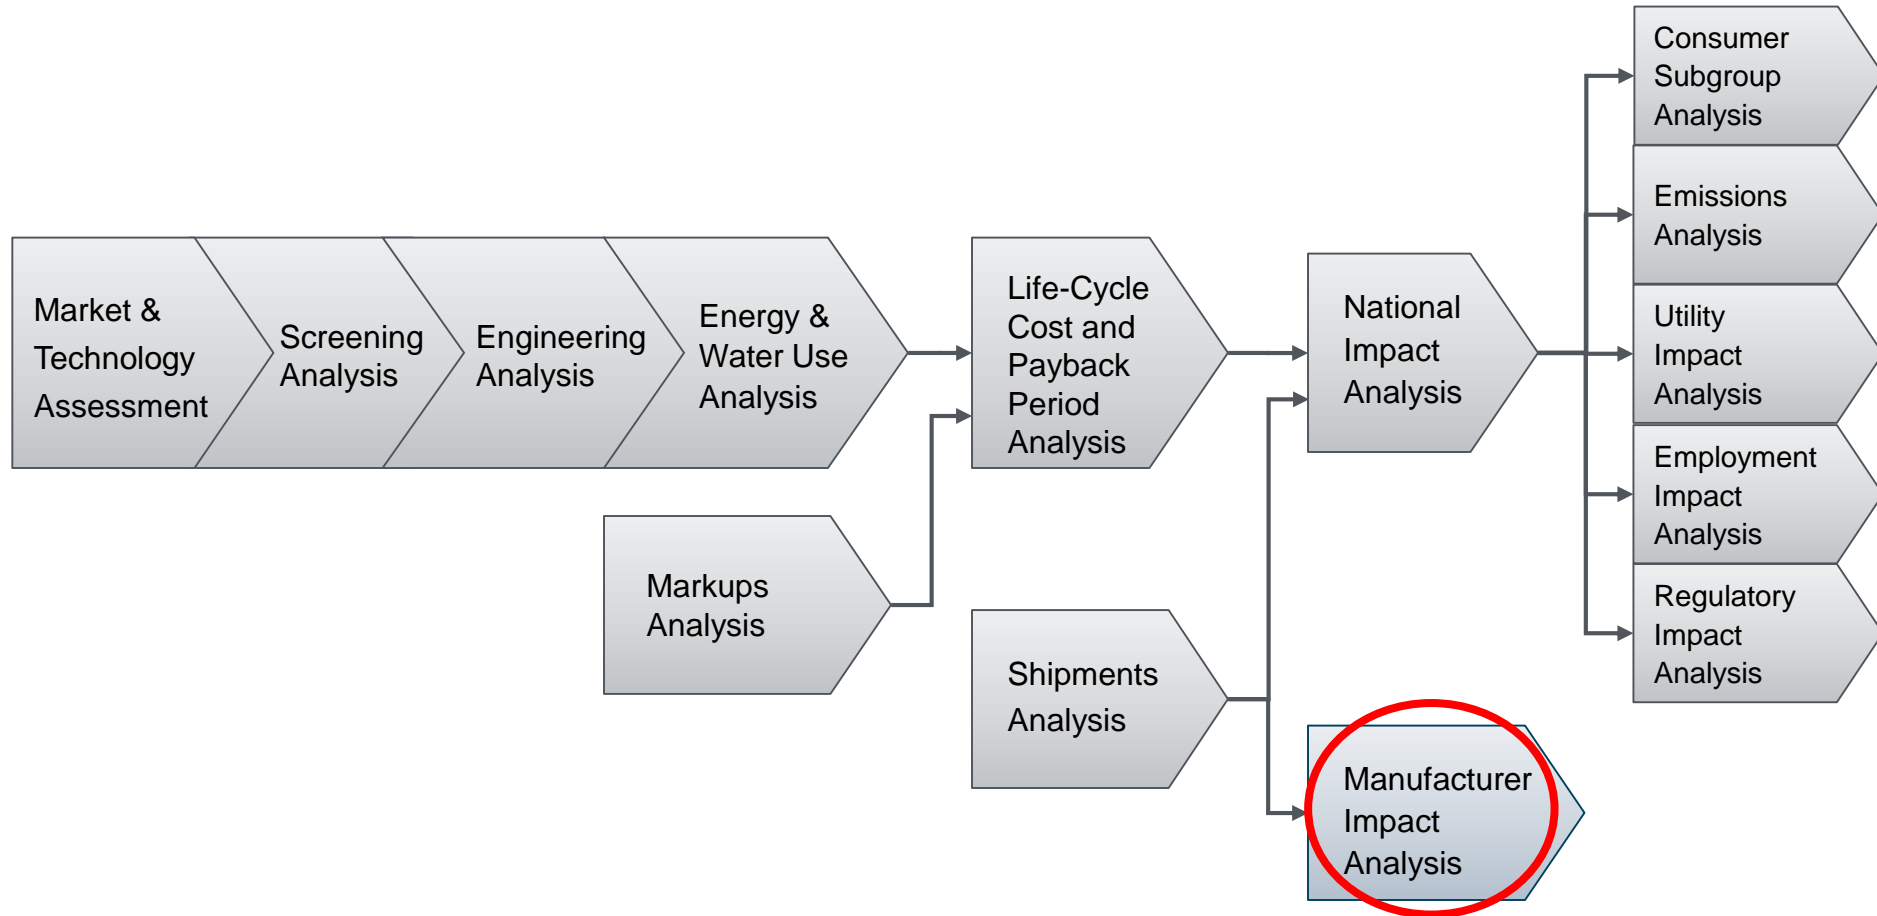 Market &
Technology
Assessment
Screening
Analysis
Engineering
Analysis
Energy &
Water Use
Analysis
Markups
Analysis
Life-Cycle
Cost and
Payback
Period
Analysis
Shipments
Analysis
National
Impact
Analysis
Manufacturer
Impact
Analysis
Consumer
Subgroup
Analysis
Emissions
Analysis
Utility
Impact
Analysis
Employment
Impact
Analysis
Regulatory
Impact
Analysis